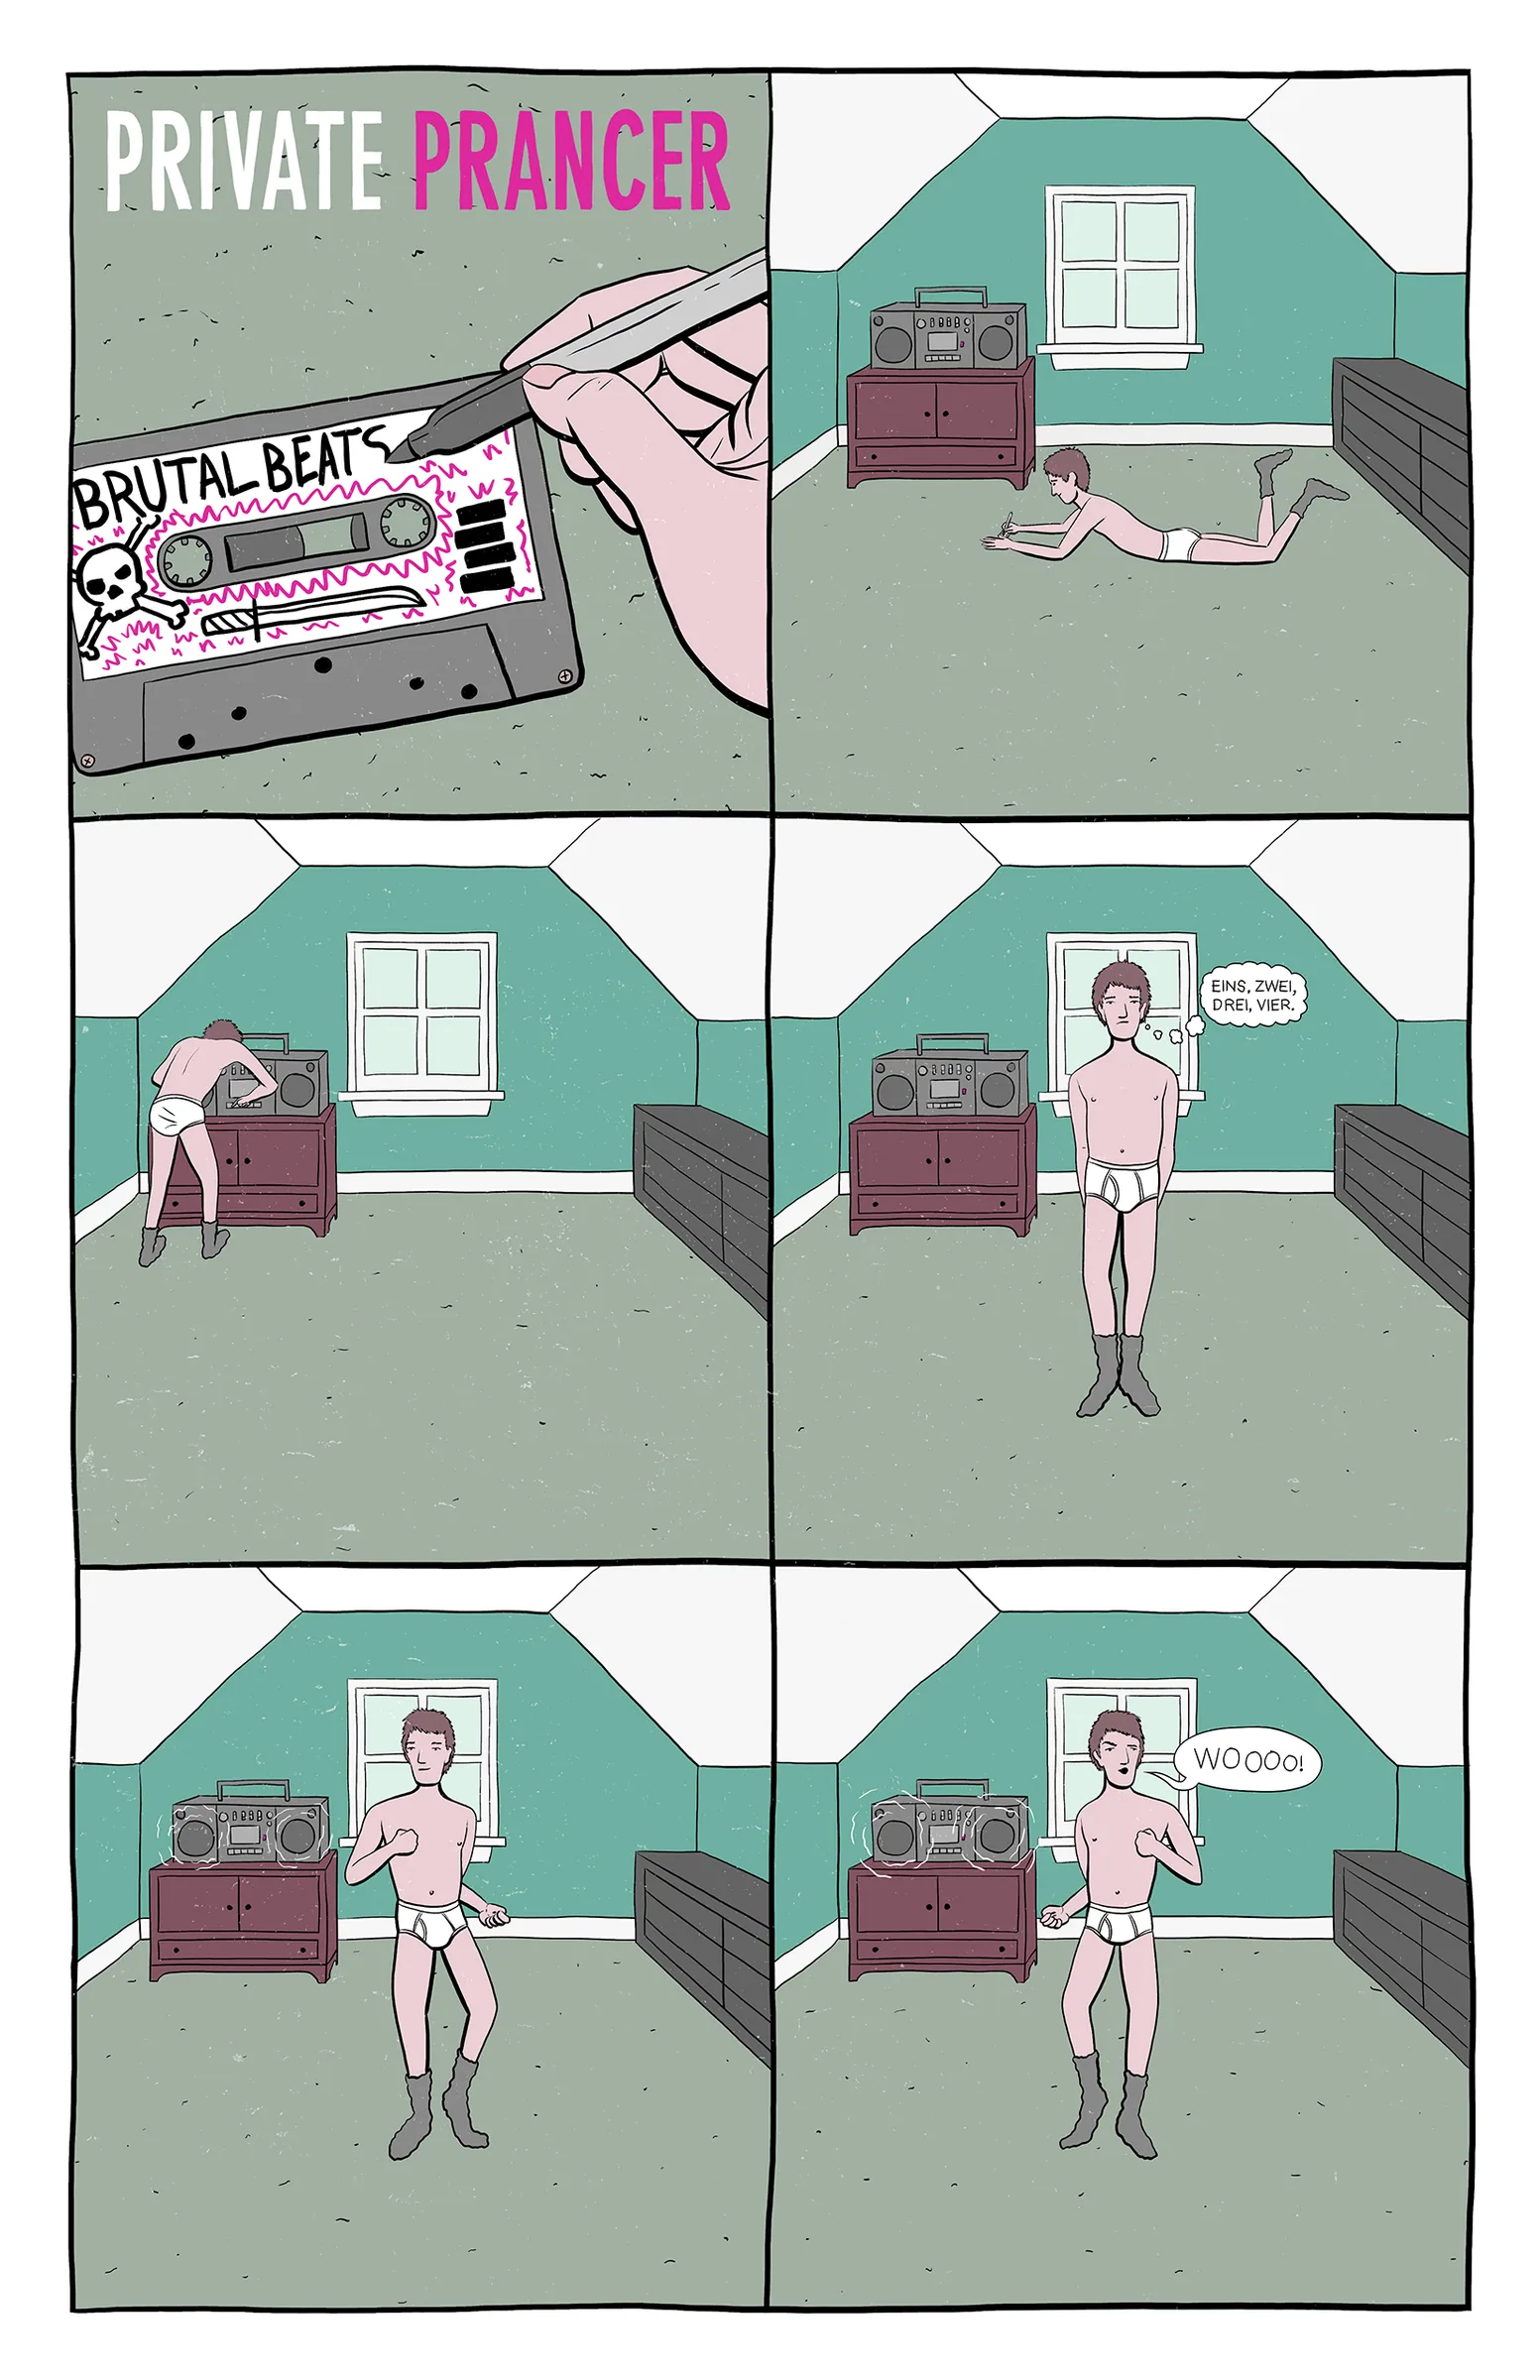 PRIVATE PRANCER
BRUTAL BEATS
EINS, ZWEI,
DREI, VIER.
WOOOO!